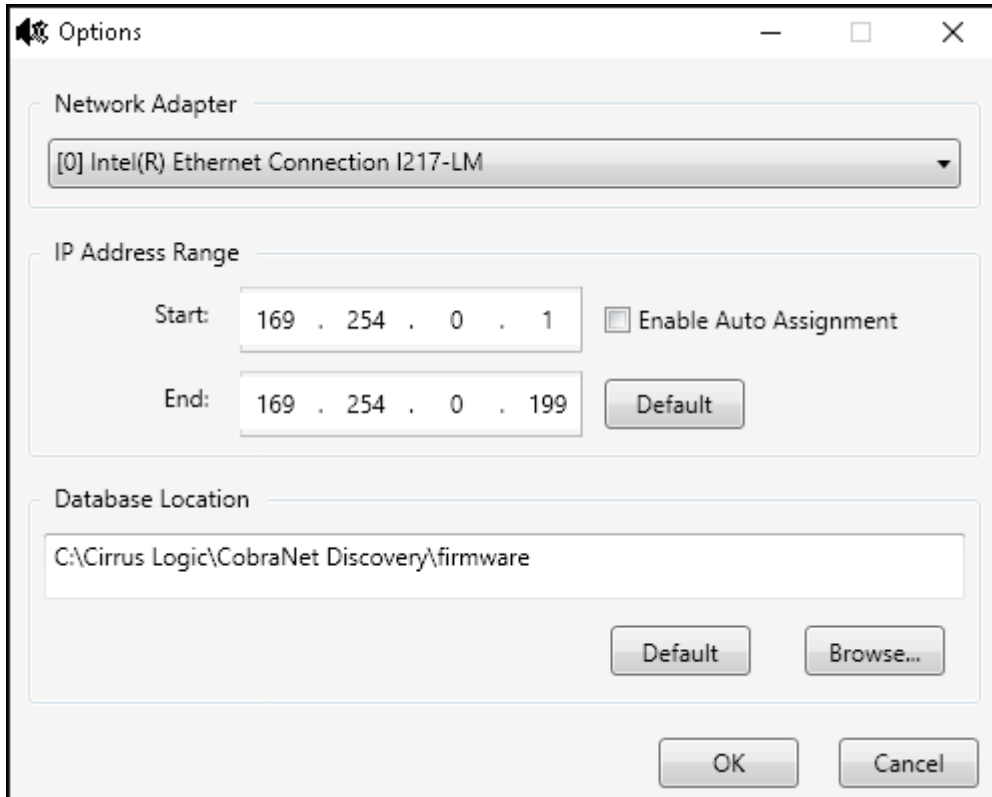 Options
Network Adapter
[0] Intel(R) Ethernet Connection I217-LM
IP Address Range
Start: 169 . 254 . 0 . 1 Enable Auto Assignment
End: 169 . 254 . 0 . 199 Default
Database Location
C:\Cirrus Logic\CobraNet Discovery\firmware
Default Browse...
OK Cancel